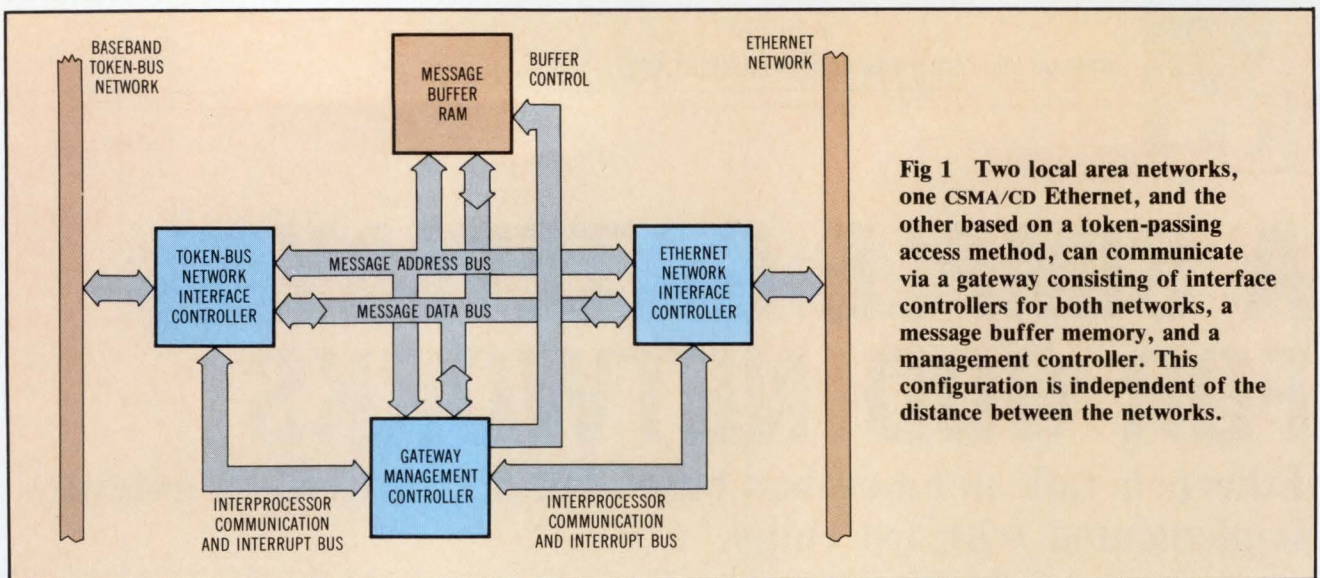 BASEBAND
TOKEN-BUS
NETWORK
MESSAGE
BUFFER
RAM
BUFFER
CONTROL
ETHERNET
NETWORK
TOKEN-BUS
NETWORK
INTERFACE
CONTROLLER
MESSAGE ADDRESS BUS
MESSAGE DATA BUS
ETHERNET
NETWORK
INTERFACE
CONTROLLER
GATEWAY
MANAGEMENT
CONTROLLER
INTERPROCESSOR
COMMUNICATION
AND INTERRUPT BUS
INTERPROCESSOR
COMMUNICATION
AND INTERRUPT BUS
Fig 1 Two local area networks,
one CSMA/CD Ethernet, and the
other based on a token-passing
access method, can communicate
via a gateway consisting of interface
controllers for both networks, a
message buffer memory, and a
management controller. This
configuration is independent of the
distance between the networks.